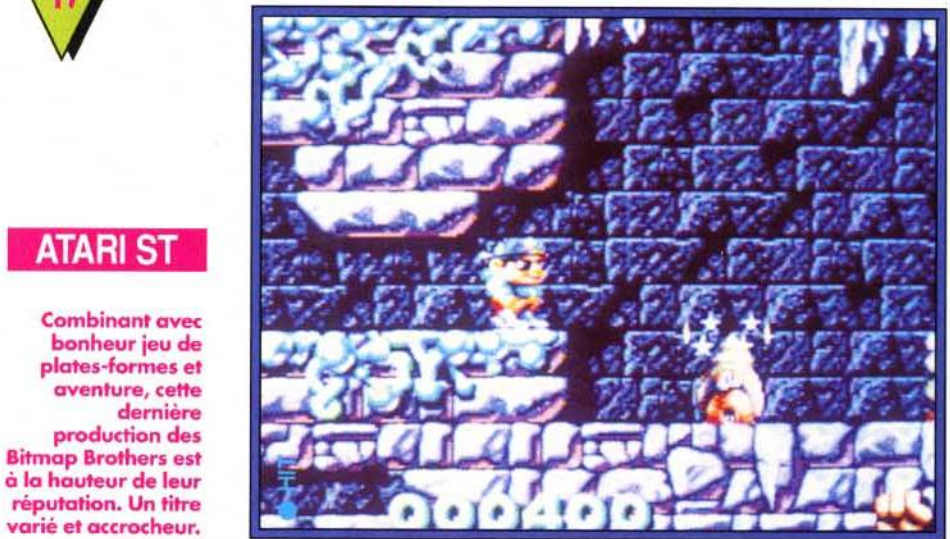 17
ATARI ST
Combinant avec
bonheur jeu de
plates-formes et
aventure, cette
dernière
production des
Bitmap Brothers est
à la hauteur de leur
réputation. Un titre
varié et accrocheur.
000400